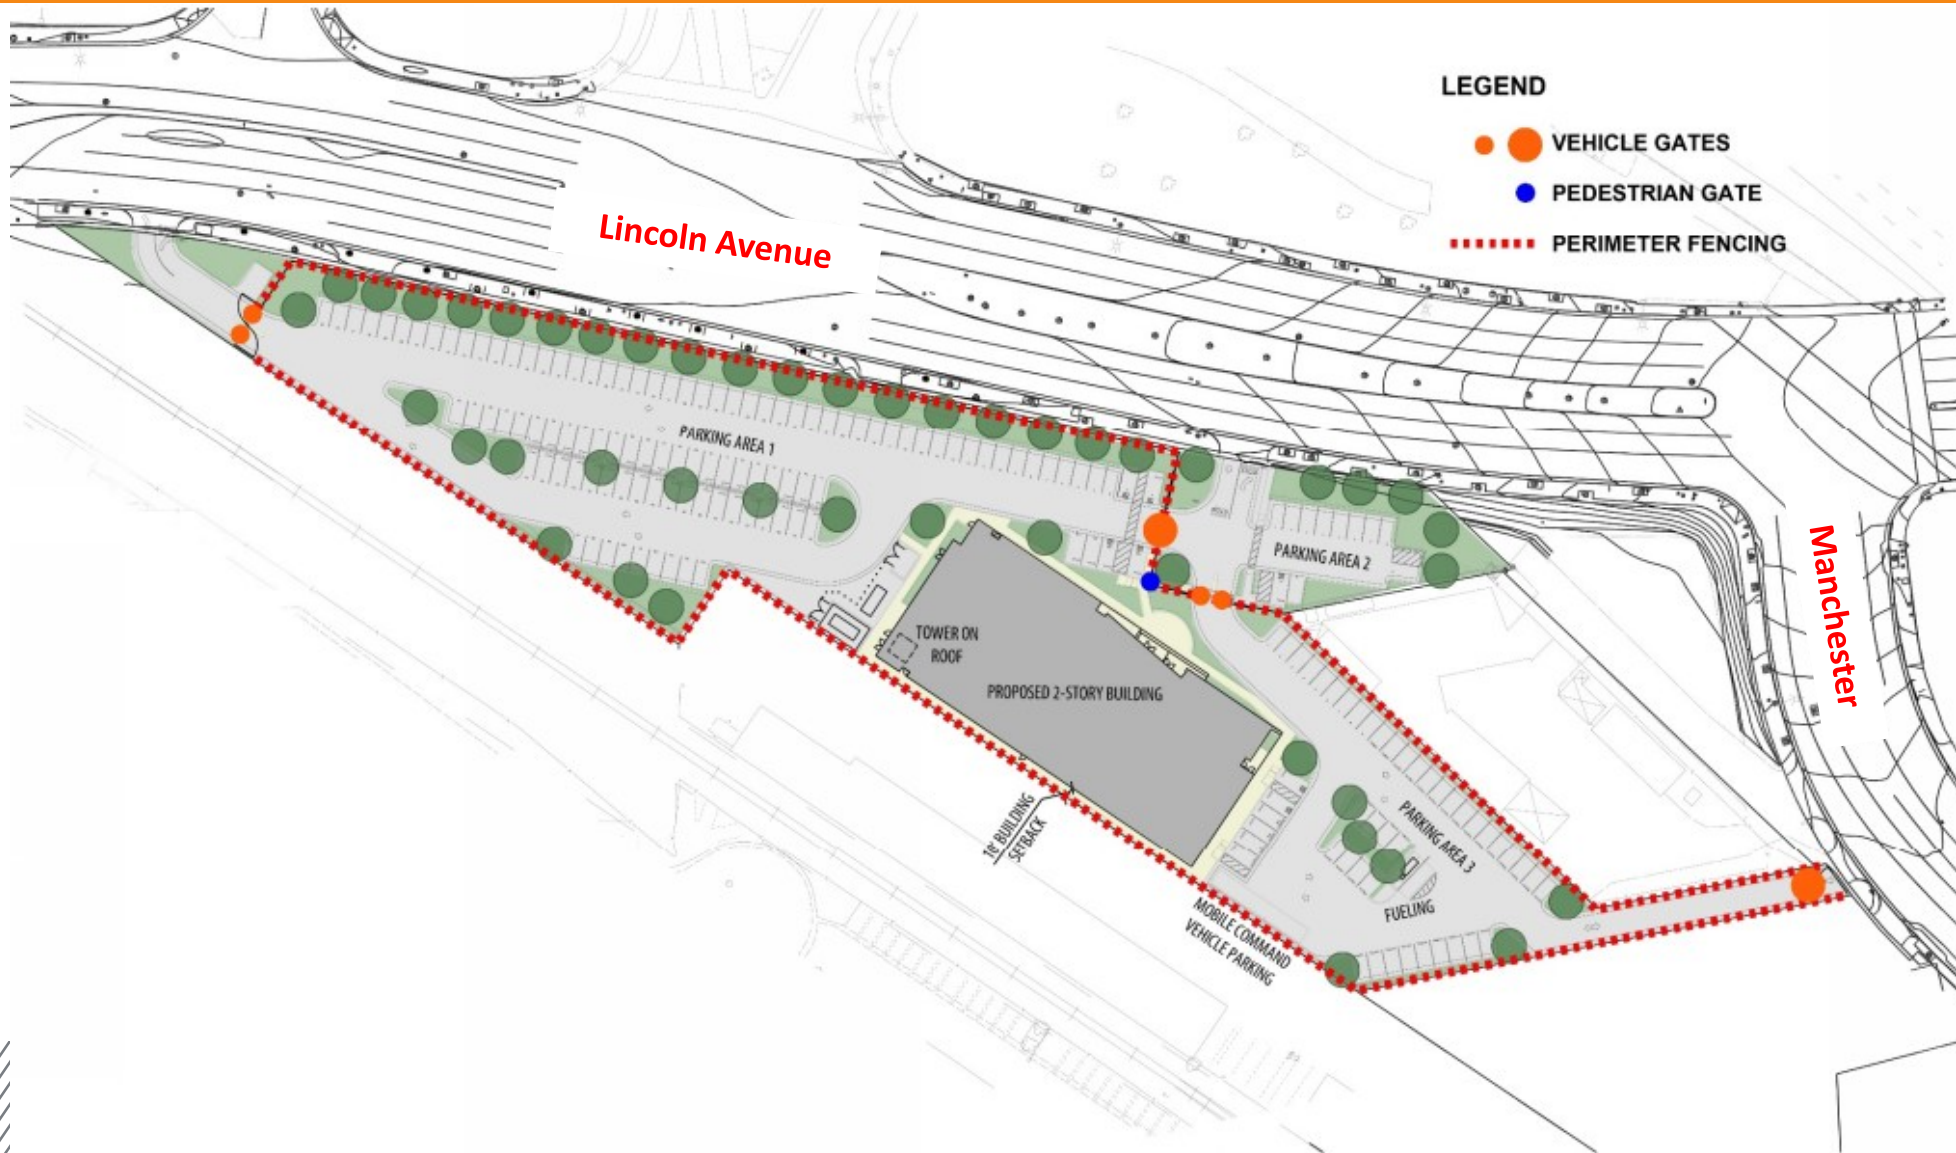 LEGEND
VEHICLE GATES
PEDESTRIAN GATE
PERIMETER FENCING
Lincoln Avenue
Manchester
PARKING AREA 1
PARKING AREA 2
TOWER ON
ROOF
PROPOSED 2-STORY BUILDING
18' BUILDING
SETBACK
PARKING AREA 3
FUELING
MOBILE COMMAND
VEHICLE PARKING